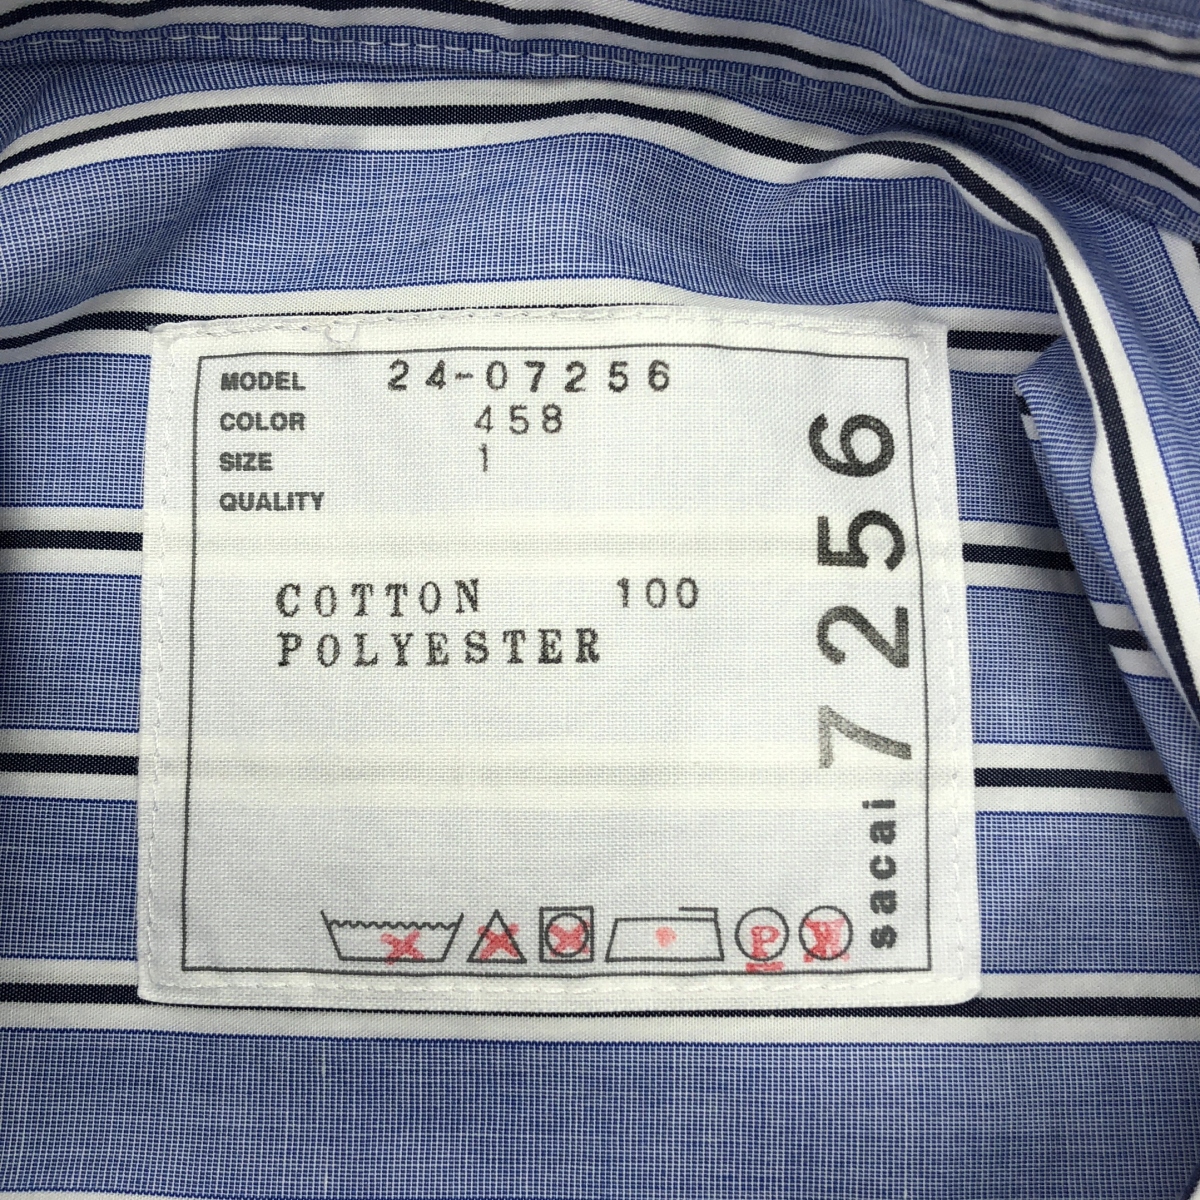 MODEL 24-07256
COLOR 458
SIZE 1
QUALITY
COTTON 100
POLYESTER
sacai 7256
P
W